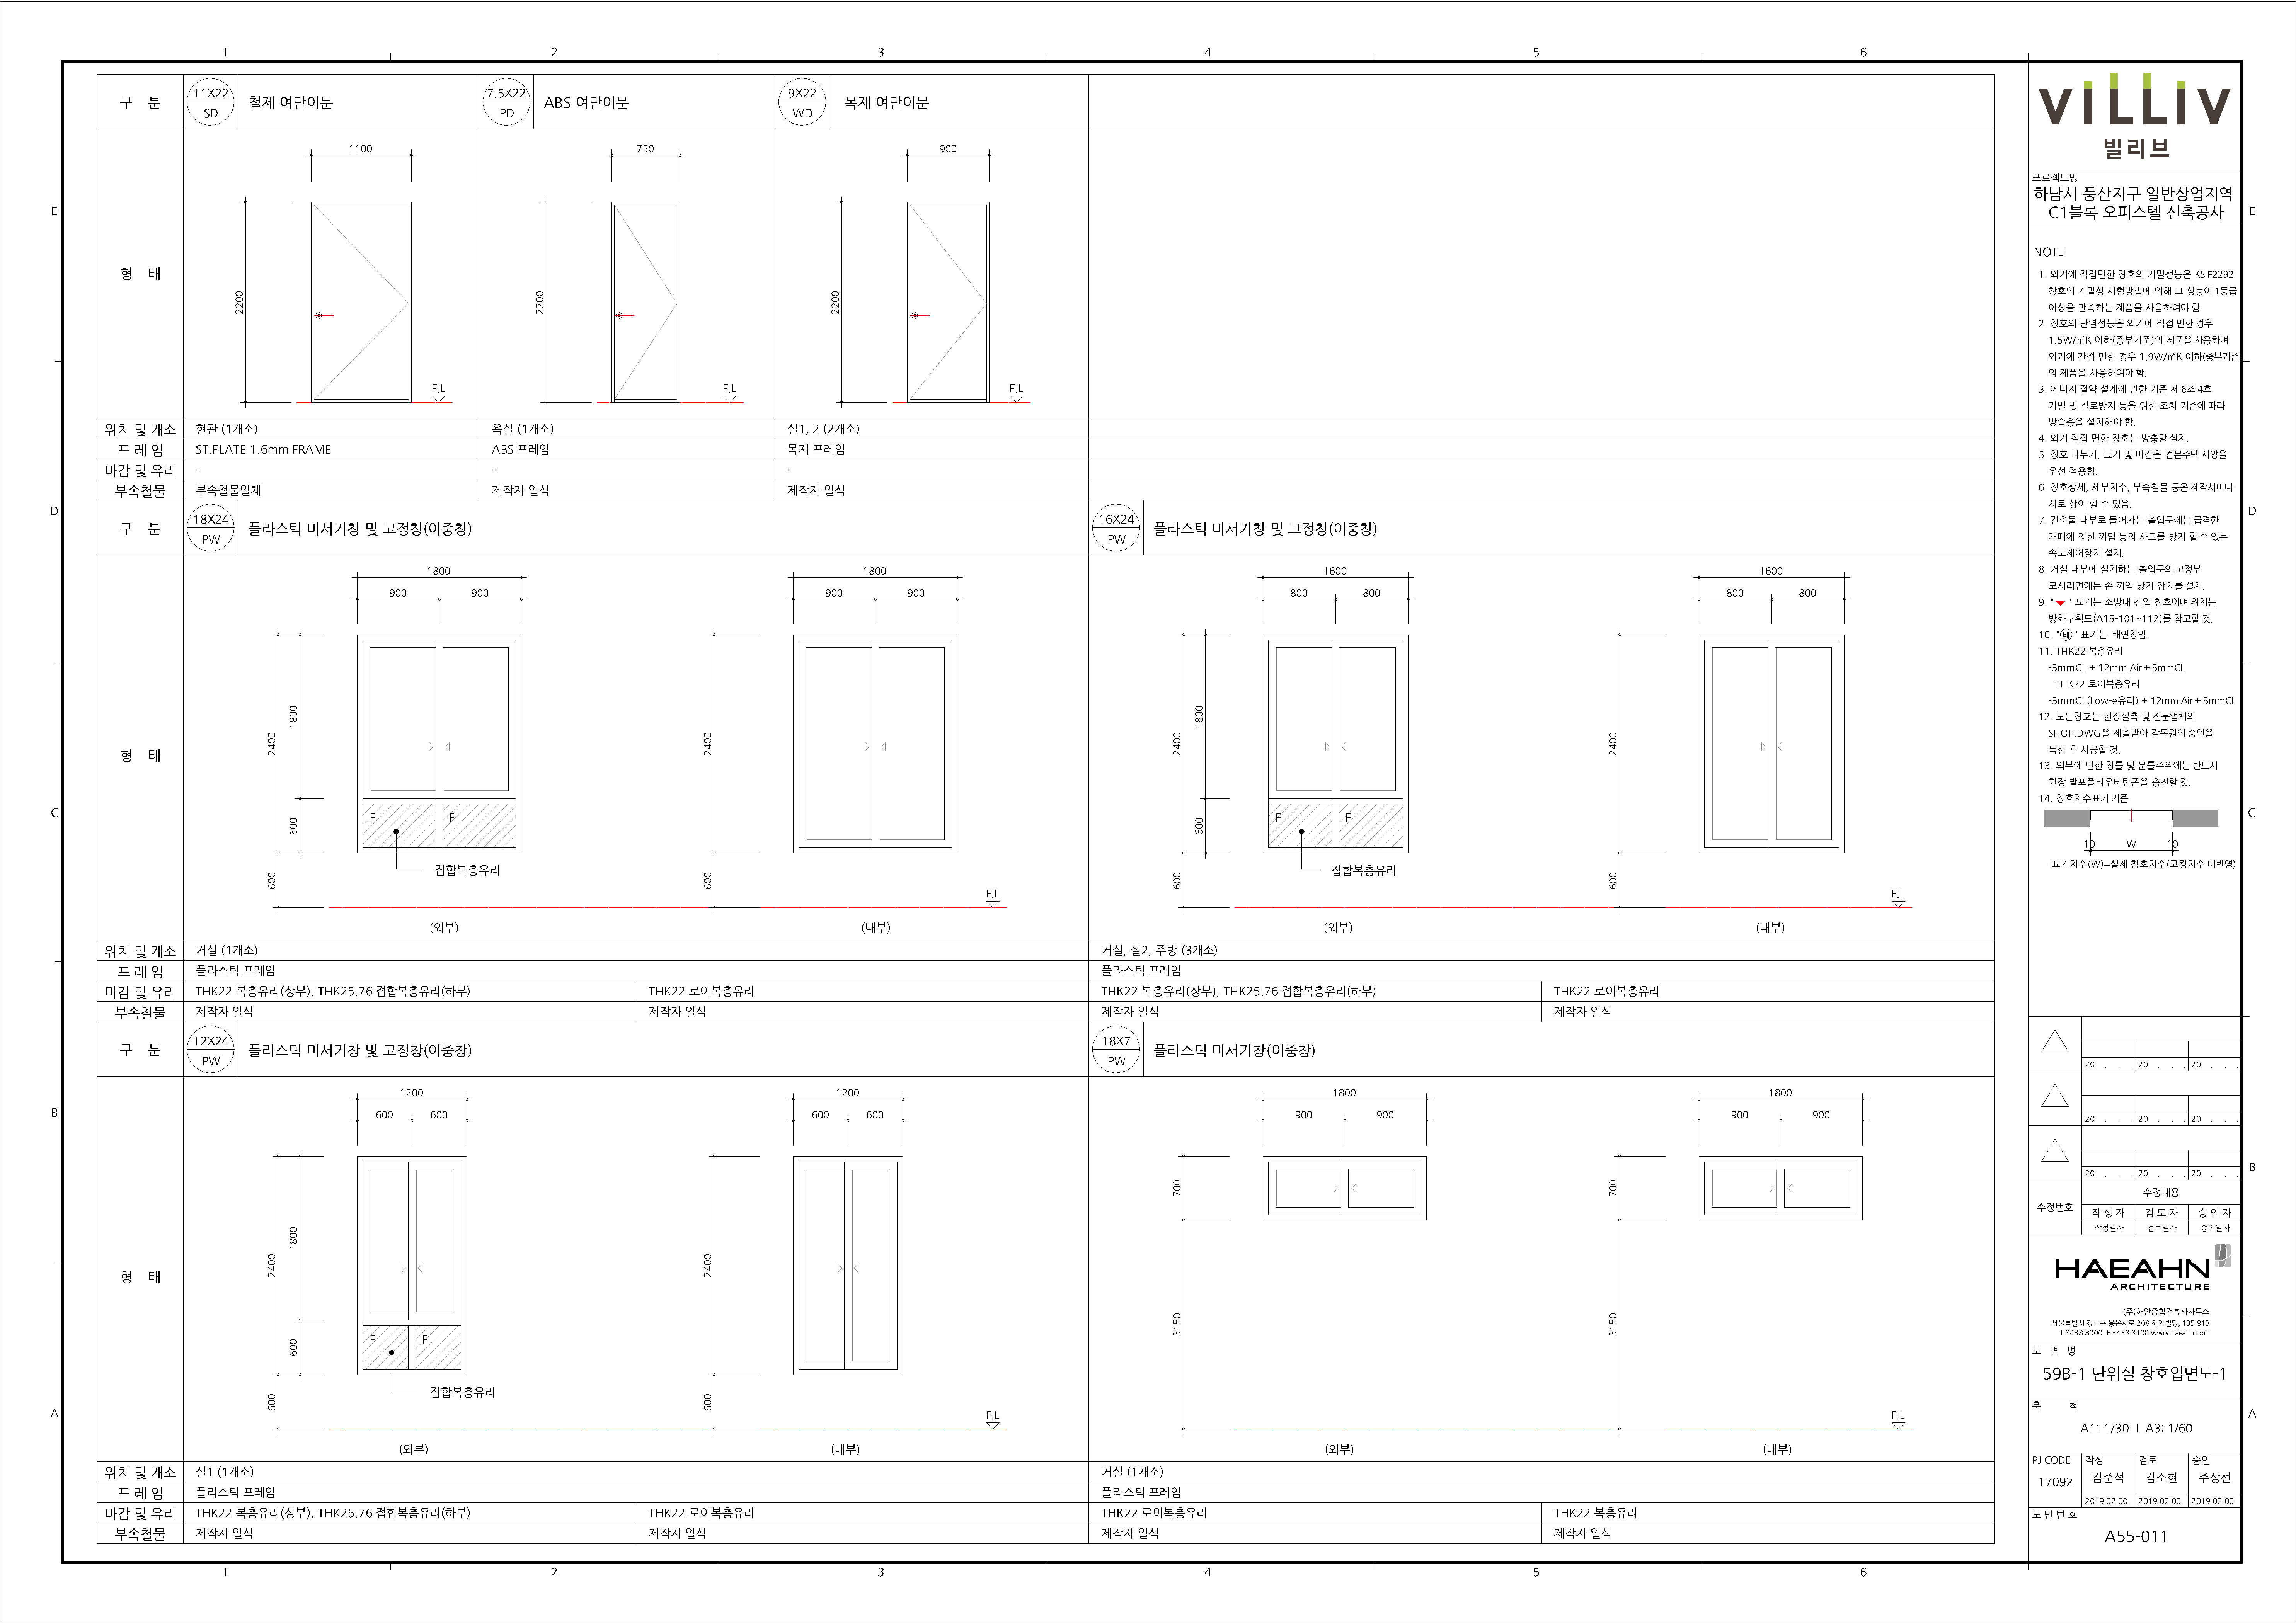 1 2 3 4 5 6
E
D
C
B
A
구 분
11X22
SD
철제 여닫이문
7.5X22
PD
ABS 여닫이문
9X22
WD
목재 여닫이문
형 태
1100
2200
F.L
750
2200
F.L
900
2200
F.L
위치 및 개소
현관 (1개소)
욕실 (1개소)
실1, 2 (2개소)
프 레 임
ST.PLATE 1.6mm FRAME
ABS 프레임
목재 프레임
마감 및 유리
-
-
-
부속철물
부속철물일체
제작자 일식
제작자 일식
구 분
18X24
PW
플라스틱 미서기창 및 고정창(이중창)
16X24
PW
플라스틱 미서기창 및 고정창(이중창)
형 태
1800
900 900
2400
1800
600
600
F F
접합복층유리
(외부)
1800
900 900
2400
600
F.L
(내부)
1600
800 800
2400
1800
600
600
F F
접합복층유리
(외부)
1600
800 800
2400
600
F.L
(내부)
위치 및 개소
거실 (1개소)
거실, 실2, 주방 (3개소)
프 레 임
플라스틱 프레임
플라스틱 프레임
마감 및 유리
THK22 복층유리(상부), THK25.76 접합복층유리(하부)
THK22 로이복층유리
THK22 복층유리(상부), THK25.76 접합복층유리(하부)
THK22 로이복층유리
부속철물
제작자 일식
제작자 일식
제작자 일식
제작자 일식
구 분
12X24
PW
플라스틱 미서기창 및 고정창(이중창)
18X7
PW
플라스틱 미서기창(이중창)
형 태
1200
600 600
2400
1800
600
600
F F
접합복층유리
(외부)
1200
600 600
2400
600
F.L
(내부)
1800
900 900
700
3150
(외부)
1800
900 900
700
3150
F.L
(내부)
위치 및 개소
실1 (1개소)
거실 (1개소)
프 레 임
플라스틱 프레임
플라스틱 프레임
마감 및 유리
THK22 복층유리(상부), THK25.76 접합복층유리(하부)
THK22 로이복층유리
THK22 로이복층유리
THK22 복층유리
부속철물
제작자 일식
제작자 일식
제작자 일식
제작자 일식
1 2 3 4 5 6
VILLIV
빌리브
프로젝트명
하남시 풍산지구 일반상업지역
C1블록 오피스텔 신축공사
NOTE
1. 외기에 직접면한 창호의 기밀성능은 KS F2292
창호의 기밀성 시험방법에 의해 그 성능이 1등급
이상을 만족하는 제품을 사용하여야 함.
2. 창호의 단열성능은 외기에 직접 면한 경우
1.5W/㎡K 이하(중부기준)의 제품을 사용하며
외기에 간접 면한 경우 1.9W/㎡K 이하(중부기준
의 제품을 사용하여야 함.
3. 에너지 절약 설계에 관한 기준 제 6조 4호
기밀 및 결로방지 등을 위한 조치 기준에 따라
방습층을 설치해야 함.
4. 외기 직접 면한 창호는 방충망 설치.
5. 창호 나누기, 크기 및 마감은 견본주택 사양을
우선 적용함.
6. 창호상세, 세부치수, 부속철물 등은 제작사마다
서로 상이 할 수 있음.
7. 건축물 내부로 들어가는 출입문에는 급격한
개폐에 의한 끼임 등의 사고를 방지 할 수 있는
속도제어장치 설치.
8. 거실 내부에 설치하는 출입문의 고정부
모서리면에는 손 끼임 방지 장치를 설치.
9. "▼" 표기는 소방대 진입 창호이며 위치는
방화구획도(A15-101~112)를 참고할 것.
10. "배" 표기는 배연창임.
11. THK22 복층유리
-5mmCL + 12mm Air + 5mmCL
THK22 로이복층유리
-5mmCL(Low-e유리) + 12mm Air + 5mmCL
12. 모든창호는 현장실측 및 전문업체의
SHOP.DWG을 제출받아 감독원의 승인을
득한 후 시공할 것.
13. 외부에 면한 창틀 및 문틀주위에는 반드시
현장 발포폴리우레탄폼을 충진할 것.
14. 창호치수표기 기준
10 W 10
-표기치수(W)=실제 창호치수(코킹치수 미반영)
20 . . . 20 . . . 20 . . .
20 . . . 20 . . . 20 . . .
20 . . . 20 . . . 20 . . .
수정번호
수정내용
작 성 자 검 토 자 승 인 자
작성일자 검토일자 승인일자
HAEAHN
ARCHITECTURE
(주)해안종합건축사사무소
서울특별시 강남구 봉은사로 208 해안빌딩, 135-913
T.3438 8000 F.3438 8100 www.haeahn.com
도 면 명
59B-1 단위실 창호입면도-1
축 척
A1: 1/30 I A3: 1/60
PJ CODE 작성 검토 승인
17092 김준석 김소현 주상선
2019.02.00. 2019.02.00. 2019.02.00.
도 면 번 호
A55-011
E
D
C
B
A